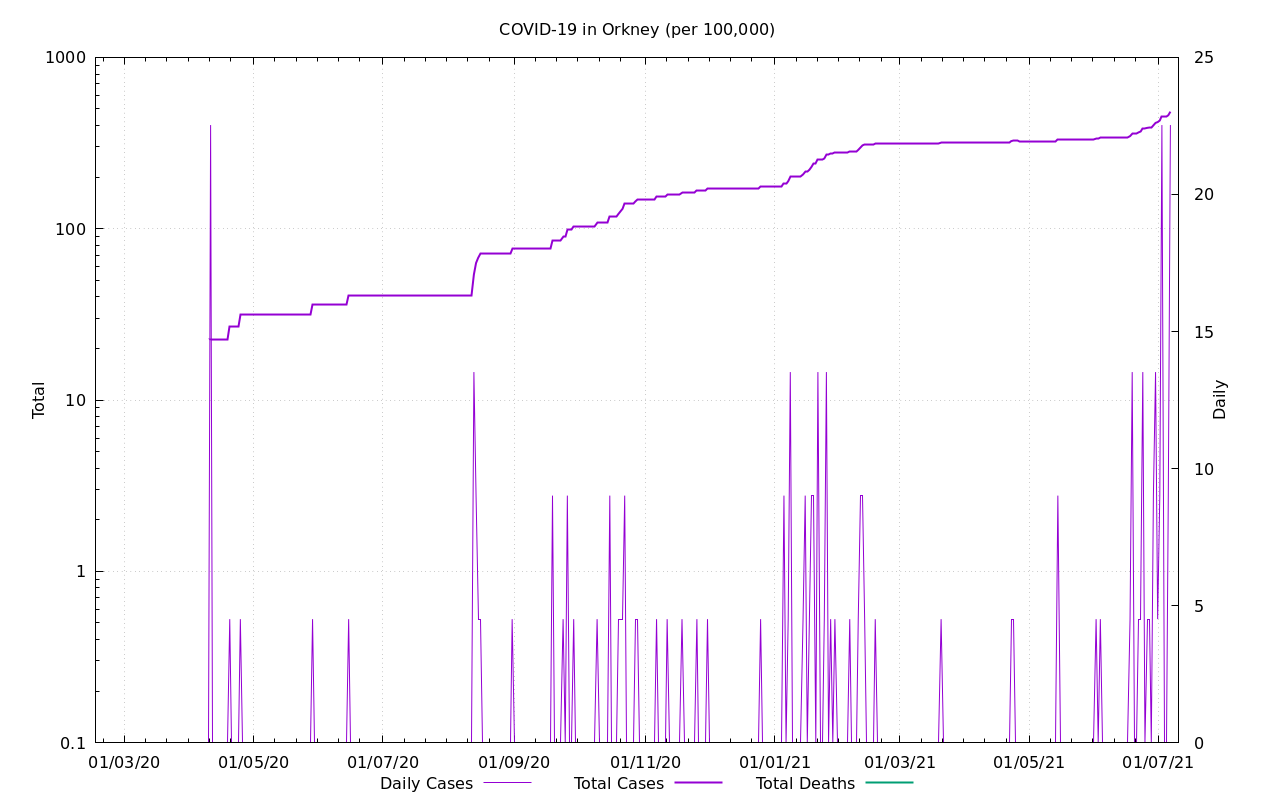 COVID-19 in Orkney (per 100,000)
1000
100
10
1
0.1
Total
25
20
15
10
5
0
Daily
01/03/20 01/05/20 01/07/20 01/09/20 01/11/20 01/01/21 01/03/21 01/05/21 01/07/21
Daily Cases Total Cases Total Deaths